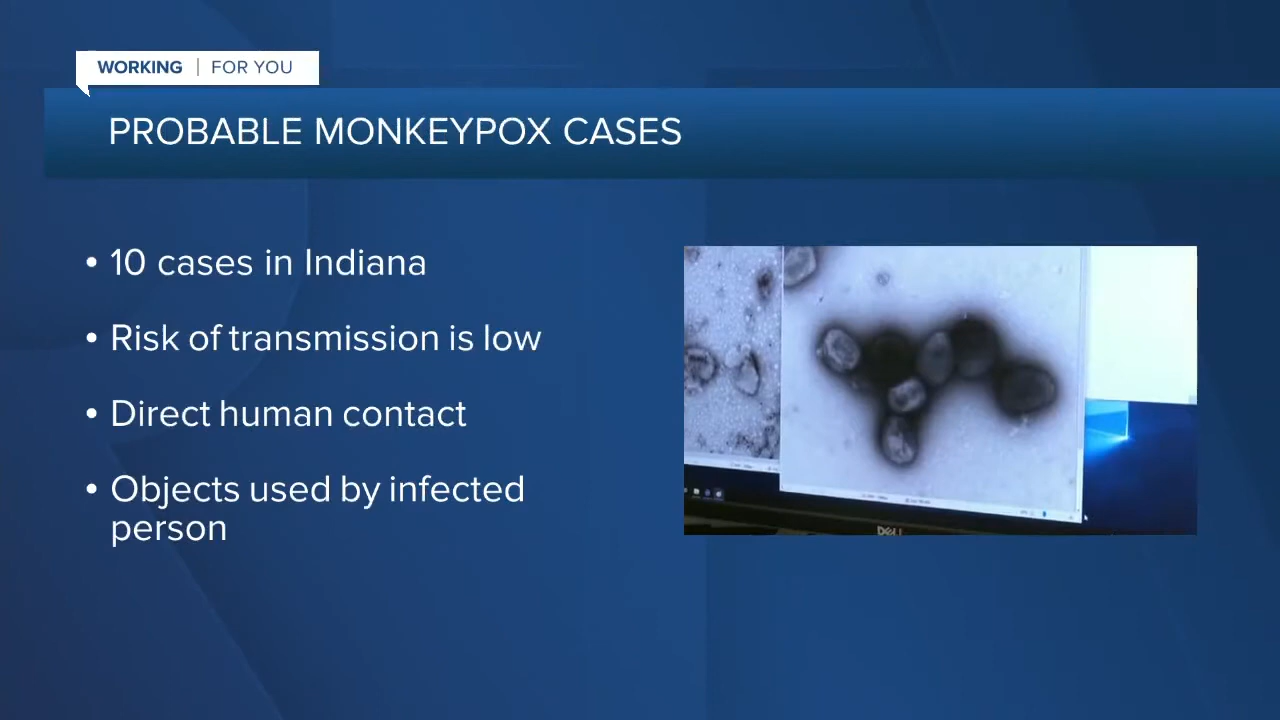 WORKING | FOR YOU
PROBABLE MONKEYPOX CASES
• 10 cases in Indiana
• Risk of transmission is low
• Direct human contact
• Objects used by infected
person
DELL